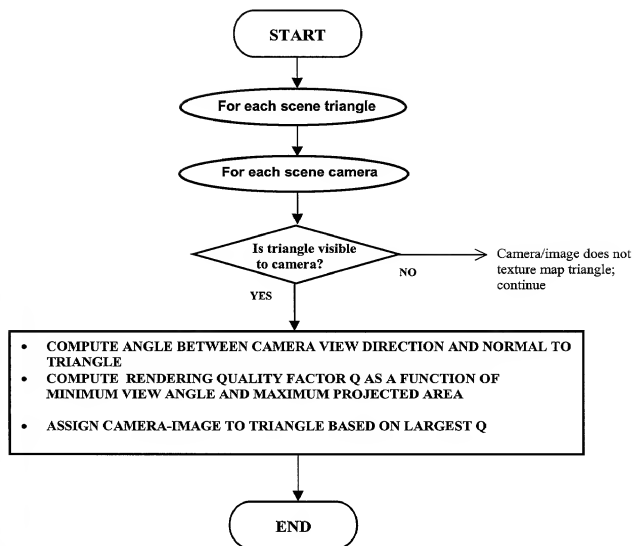 START
For each scene triangle
For each scene camera
Is triangle visible
to camera?
NO
Camera/image does not
texture map triangle;
continue
YES
• COMPUTE ANGLE BETWEEN CAMERA VIEW DIRECTION AND NORMAL TO
TRIANGLE
• COMPUTE RENDERING QUALITY FACTOR Q AS A FUNCTION OF
MINIMUM VIEW ANGLE AND MAXIMUM PROJECTED AREA
• ASSIGN CAMERA-IMAGE TO TRIANGLE BASED ON LARGEST Q
END